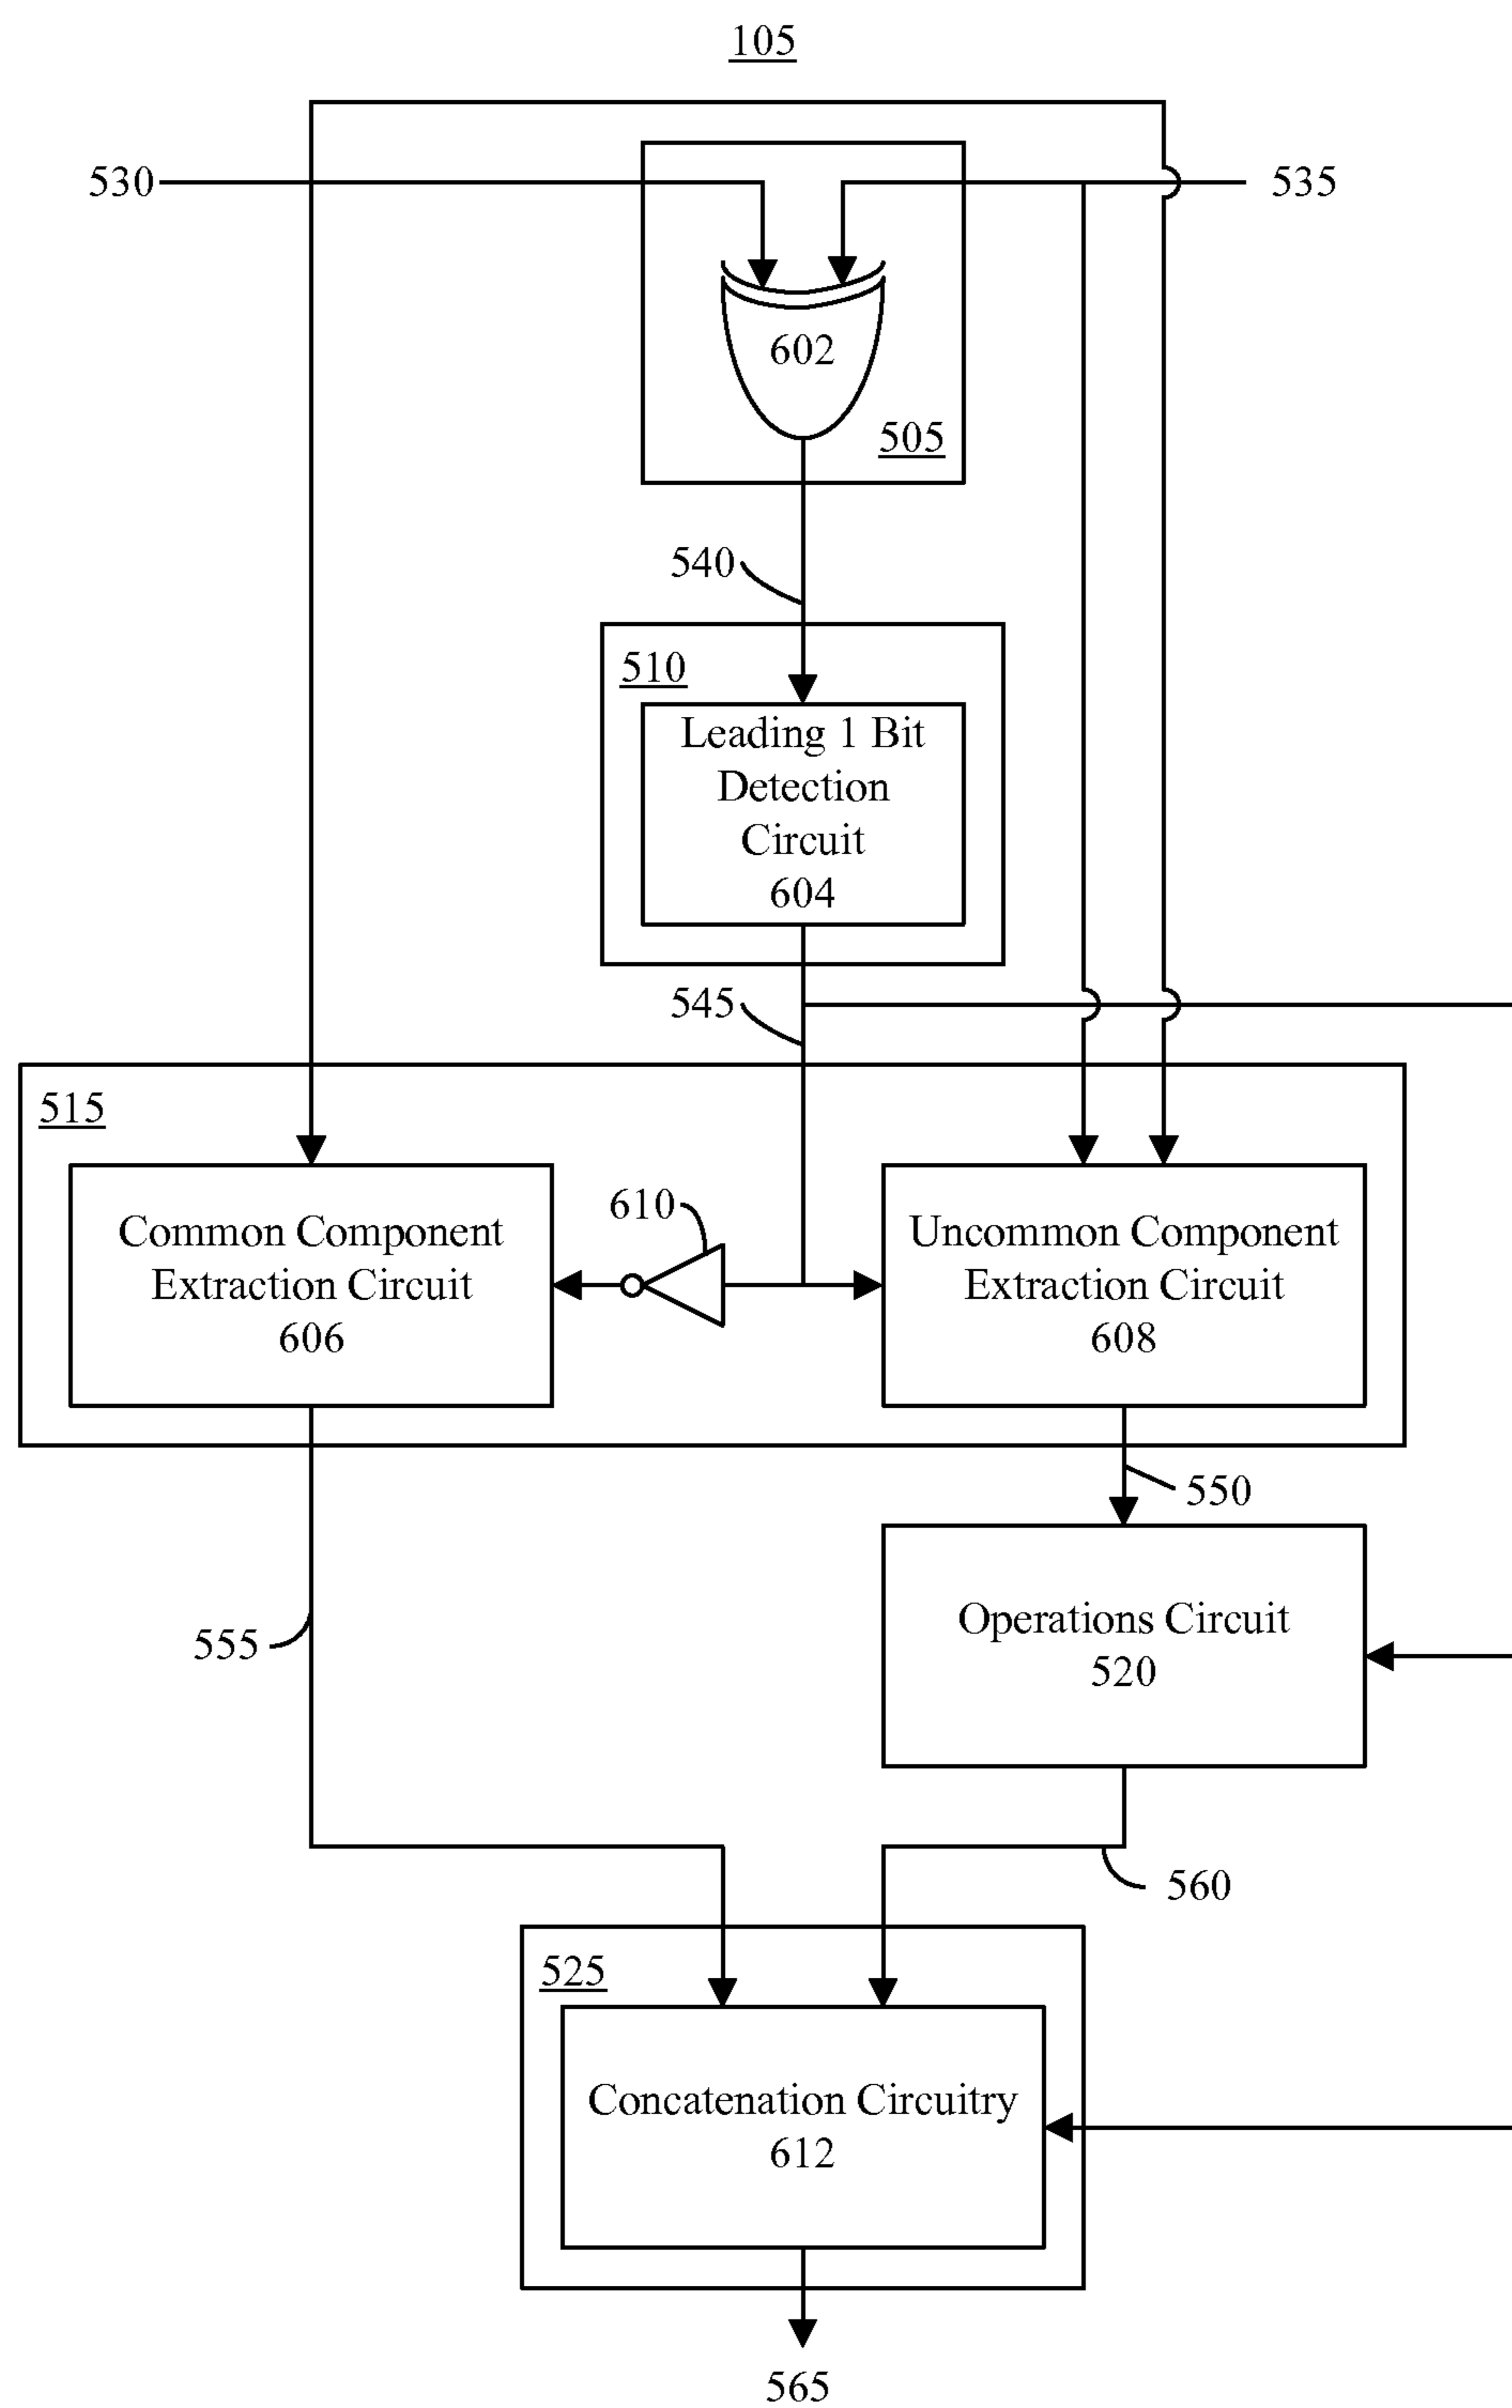 105
530
535
602
505
540
510
Leading 1 Bit
Detection
Circuit
604
545
515
610
Common Component
Extraction Circuit
606
Uncommon Component
Extraction Circuit
608
550
Operations Circuit
520
555
560
525
Concatenation Circuitry
612
565